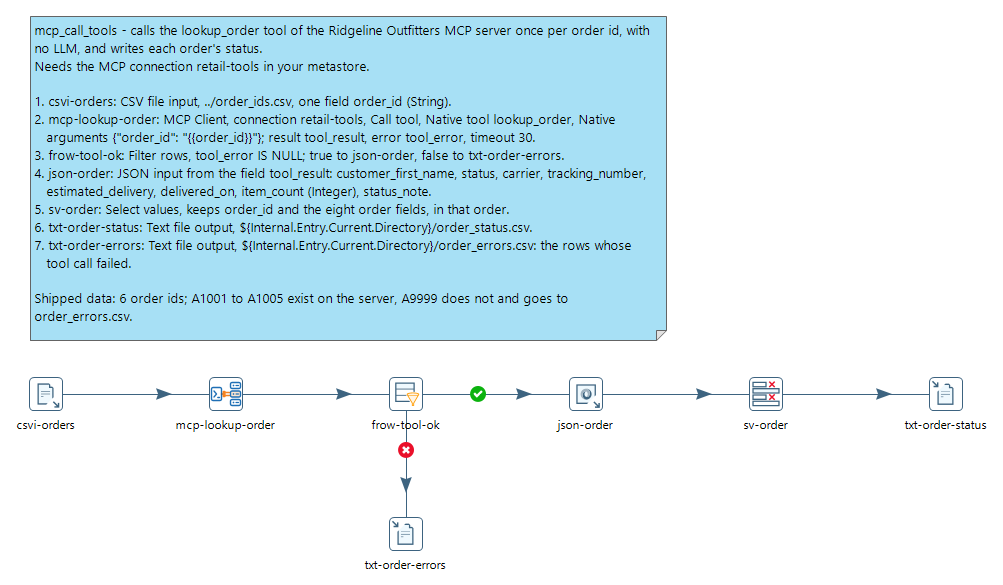 mcp_call_tools - calls the lookup_order tool of the Ridgeline Outfitters MCP server once per order id, with
no LLM, and writes each order's status.
Needs the MCP connection retail-tools in your metastore.
1. csvi-orders: CSV file input, ../order_ids.csv, one field order_id (String).
2. mcp-lookup-order: MCP Client, connection retail-tools, Call tool, Native tool lookup_order, Native
arguments {"order_id": "{{order_id}}"}; result tool_result, error tool_error, timeout 30.
3. frow-tool-ok: Filter rows, tool_error IS NULL; true to json-order, false to txt-order-errors.
4. json-order: JSON input from the field tool_result: customer_first_name, status, carrier, tracking_number,
estimated_delivery, delivered_on, item_count (Integer), status_note.
5. sv-order: Select values, keeps order_id and the eight order fields, in that order.
6. txt-order-status: Text file output, ${Internal.Entry.Current.Directory}/order_status.csv.
7. txt-order-errors: Text file output, ${Internal.Entry.Current.Directory}/order_errors.csv: the rows whose
tool call failed.
Shipped data: 6 order ids; A1001 to A1005 exist on the server, A9999 does not and goes to
order_errors.csv.
csvi-orders
mcp-lookup-order
frow-tool-ok
json-order
sv-order
txt-order-status
txt-order-errors